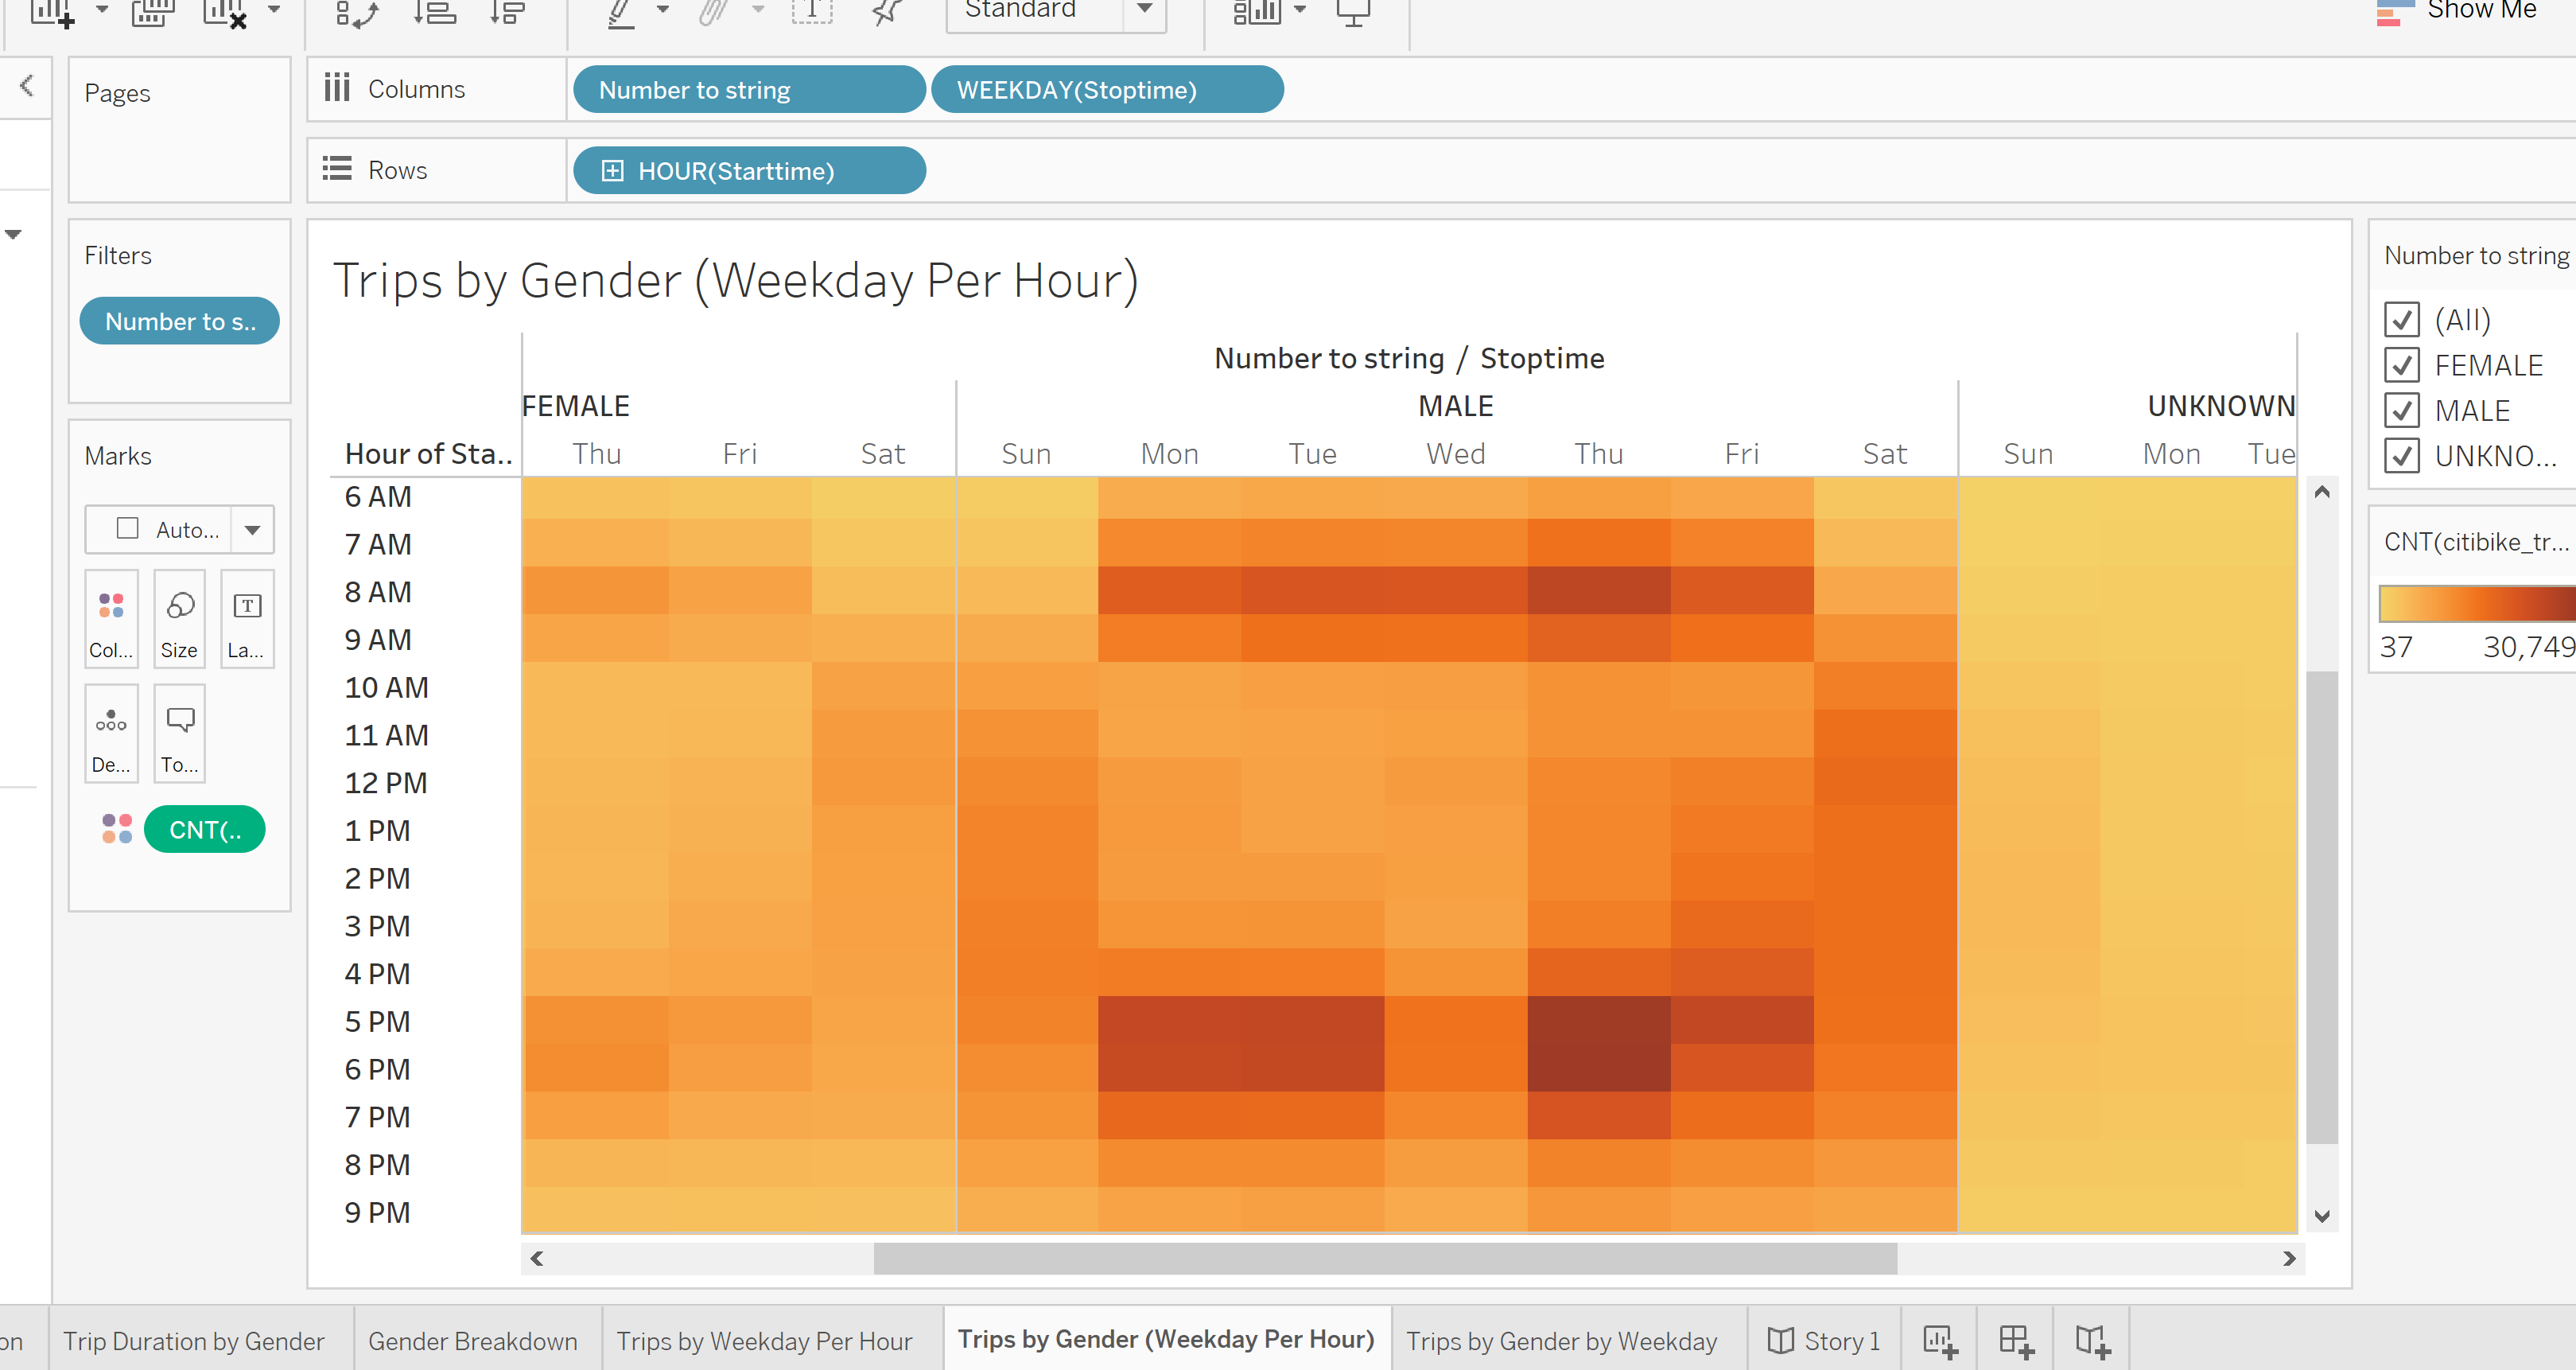 Standard
Show Me
Pages
Columns
Number to string
WEEKDAY(Stoptime)
Rows
HOUR(Starttime)
Filters
Number to s..
Marks
Auto...
Col...
Size
La...
De...
To...
CNT(..
Trips by Gender (Weekday Per Hour)
Number to string / Stoptime
FEMALE MALE UNKNOWN
Hour of Sta.. Thu Fri Sat Sun Mon Tue Wed Thu Fri Sat Sun Mon Tue
6 AM
7 AM
8 AM
9 AM
10 AM
11 AM
12 PM
1 PM
2 PM
3 PM
4 PM
5 PM
6 PM
7 PM
8 PM
9 PM
Number to string
(All)
FEMALE
MALE
UNKNO...
CNT(citibike_tr...
37 30,749
on Trip Duration by Gender Gender Breakdown Trips by Weekday Per Hour Trips by Gender (Weekday Per Hour) Trips by Gender by Weekday Story 1